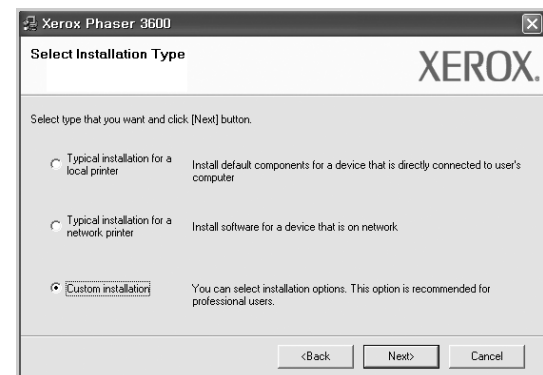 Xerox Phaser 3600
Select Installation Type
XEROX.
Select type that you want and click [Next] button.
Typical installation for a
local printer
Install default components for a device that is directly connected to user's
computer
Typical installation for a
network printer
Install software for a device that is on network
Custom installation
You can select installation options. This option is recommended for
professional users.
<Back
Next>
Cancel